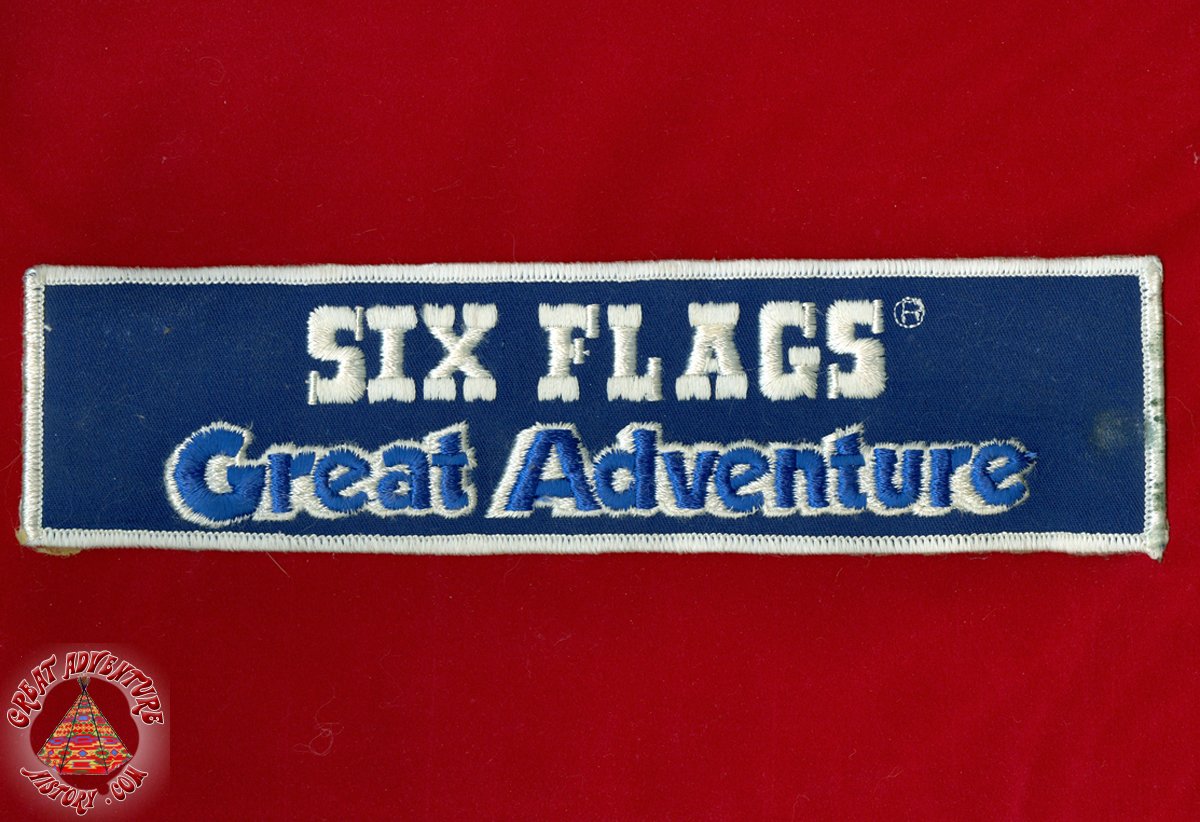 SIX FLAGS®
Great Adventure
GREAT ADVENTURE
HISTORY.COM